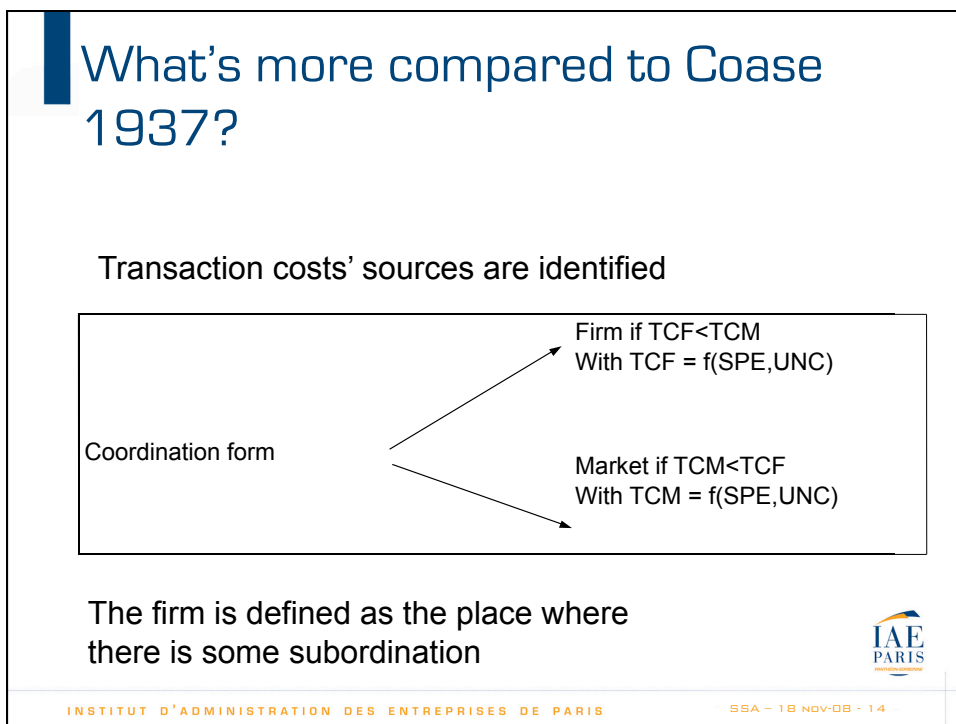 What's more compared to Coase
1937?
Transaction costs' sources are identified
Firm if TCF<TCM
With TCF = f(SPE,UNC)
Coordination form
Market if TCM<TCF
With TCM = f(SPE,UNC)
The firm is defined as the place where
there is some subordination
IAE
PARIS
PANTHÉON-SORBONNE
INSTITUT D'ADMINISTRATION DES ENTREPRISES DE PARIS
SSA – 18 NOV-08 - 14